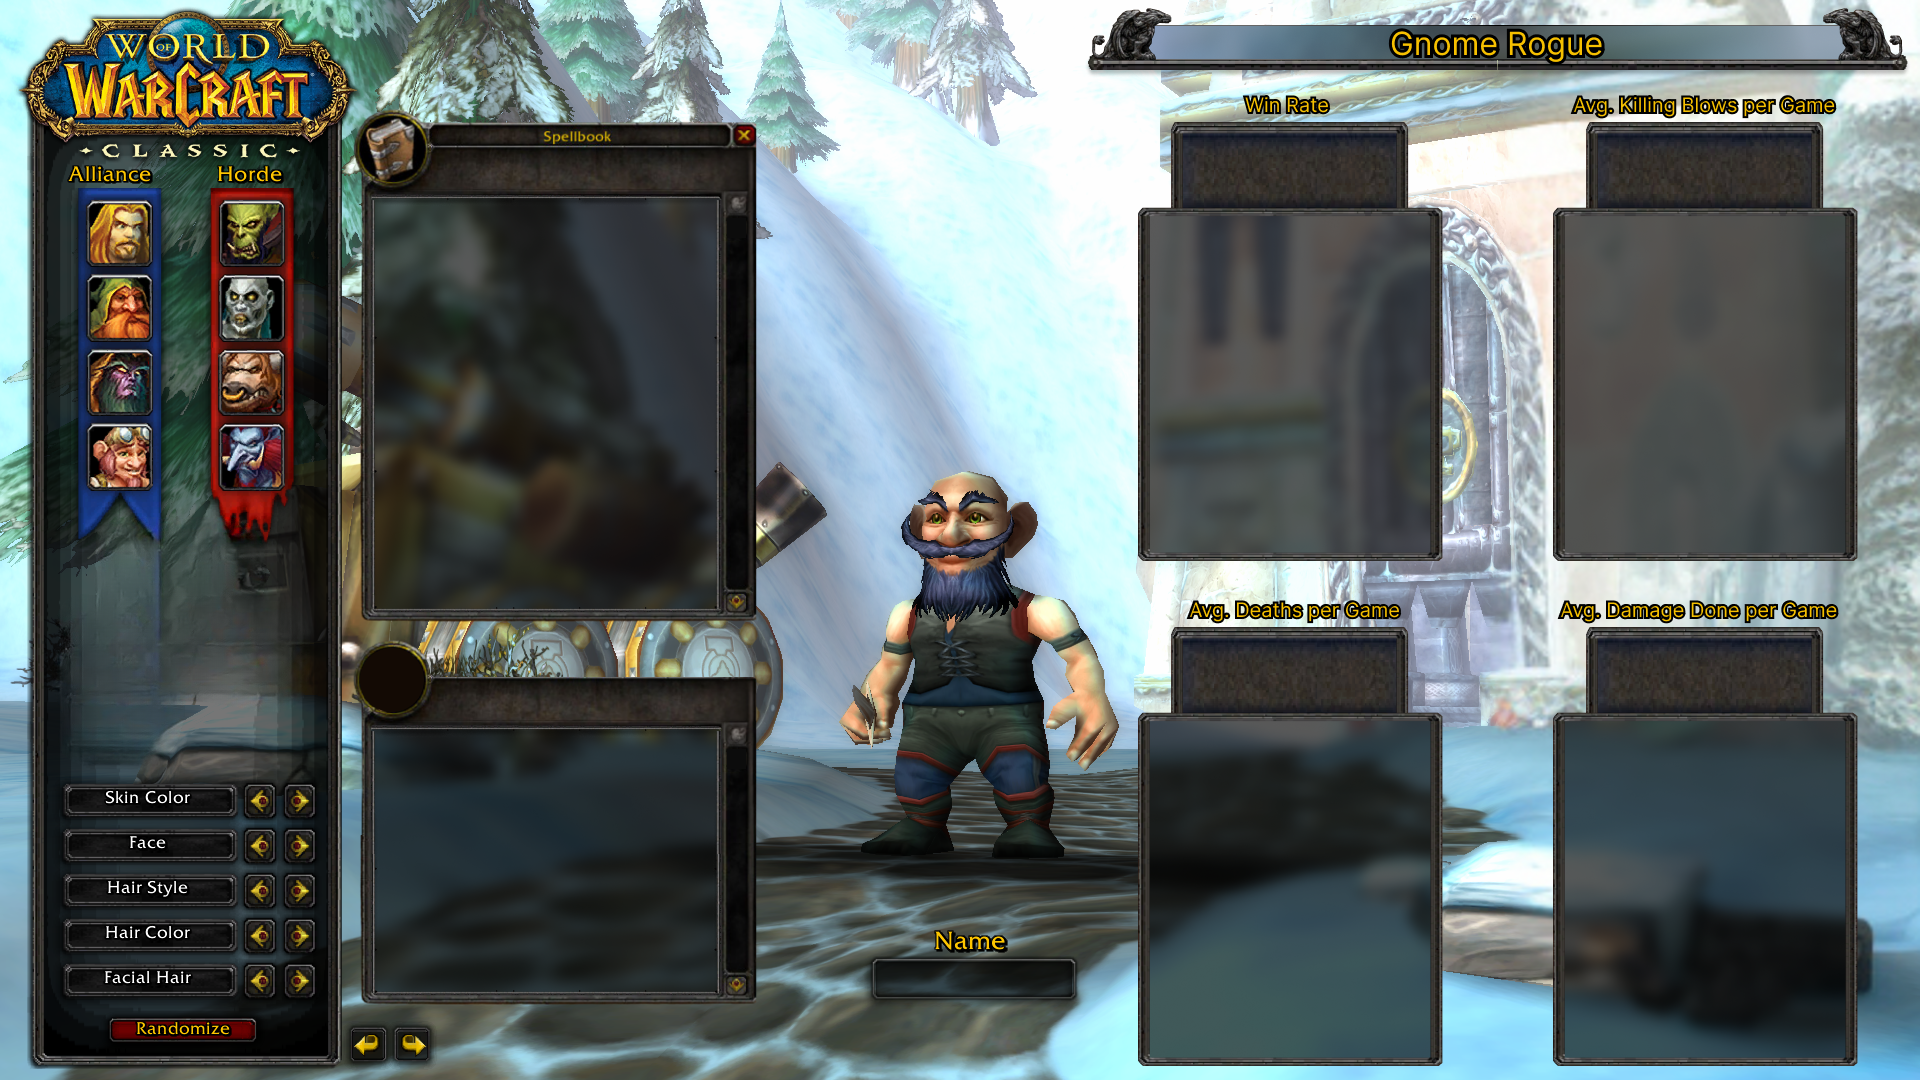 WORLD
OF
WARCRAFT
CLASSIC
Alliance
Horde
Spellbook
Gnome Rogue
Win Rate
Avg. Killing Blows per Game
Avg. Deaths per Game
Avg. Damage Done per Game
Skin Color
Face
Hair Style
Hair Color
Facial Hair
Randomize
Name